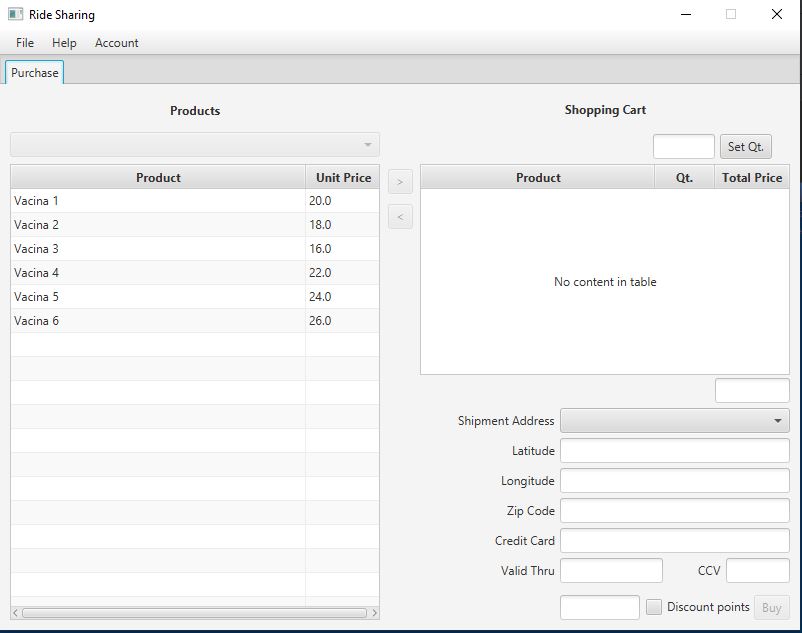 Ride Sharing
File Help Account
Purchase
Products
Product Unit Price
Vacina 1 20.0
Vacina 2 18.0
Vacina 3 16.0
Vacina 4 22.0
Vacina 5 24.0
Vacina 6 26.0
>
<
Shopping Cart
Set Qt.
Product Qt. Total Price
No content in table
Shipment Address
Latitude
Longitude
Zip Code
Credit Card
Valid Thru CCV
Discount points Buy